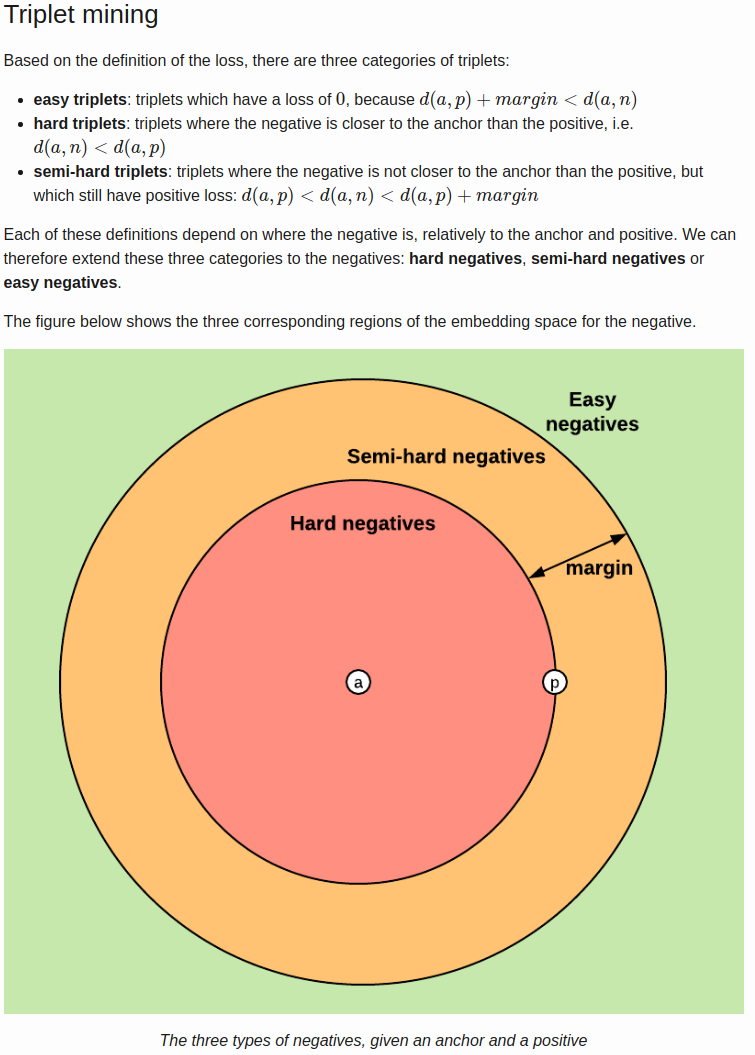 Triplet mining
Based on the definition of the loss, there are three categories of triplets:
• easy triplets: triplets which have a loss of 0, because d(a, p) + margin < d(a, n)
• hard triplets: triplets where the negative is closer to the anchor than the positive, i.e.
d(a, n) < d(a, p)
• semi-hard triplets: triplets where the negative is not closer to the anchor than the positive, but
which still have positive loss: d(a, p) < d(a, n) < d(a, p) + margin
Each of these definitions depend on where the negative is, relatively to the anchor and positive. We can
therefore extend these three categories to the negatives: hard negatives, semi-hard negatives or
easy negatives.
The figure below shows the three corresponding regions of the embedding space for the negative.
Easy
negatives
Semi-hard negatives
Hard negatives
margin
a
p
The three types of negatives, given an anchor and a positive